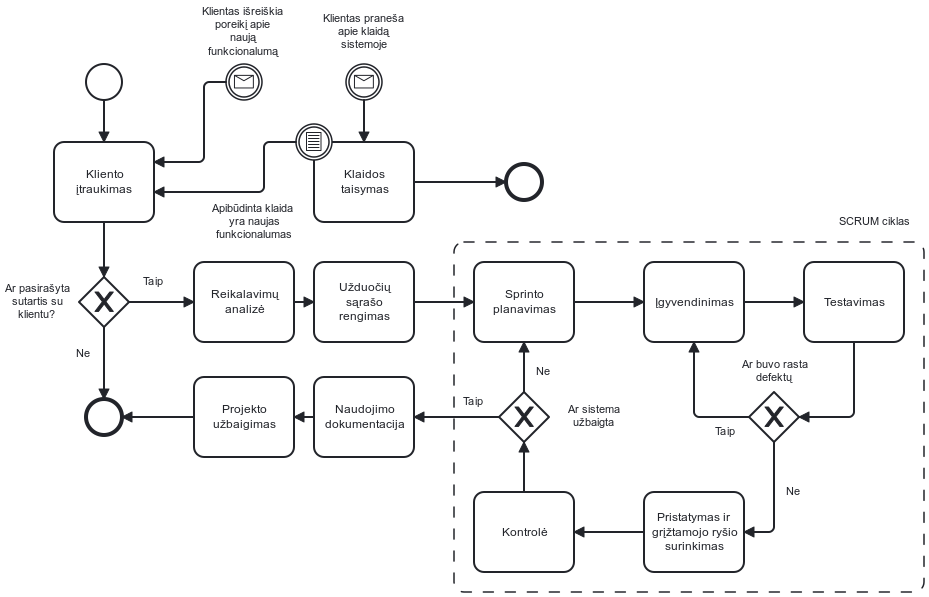 Klientas išreiškia
poreikį apie
naują
funkcionalumą
Klientas praneša
apie klaidą
sistemoje
Kliento
įtraukimas
Klaidos
taisymas
Apibūdinta klaida
yra naujas
funkcionalumas
SCRUM ciklas
Ar pasirašyta
sutartis su
klientu?
Taip
Reikalavimų
analizė
Užduočių
sąrašo
rengimas
Sprinto
planavimas
Įgyvendinimas
Testavimas
Ne
Ne
Ar buvo rasta
defektų
Projekto
užbaigimas
Naudojimo
dokumentacija
Taip
Ar sistema
užbaigta
Taip
Ne
Kontrolė
Pristatymas ir
grįžtamojo ryšio
surinkimas